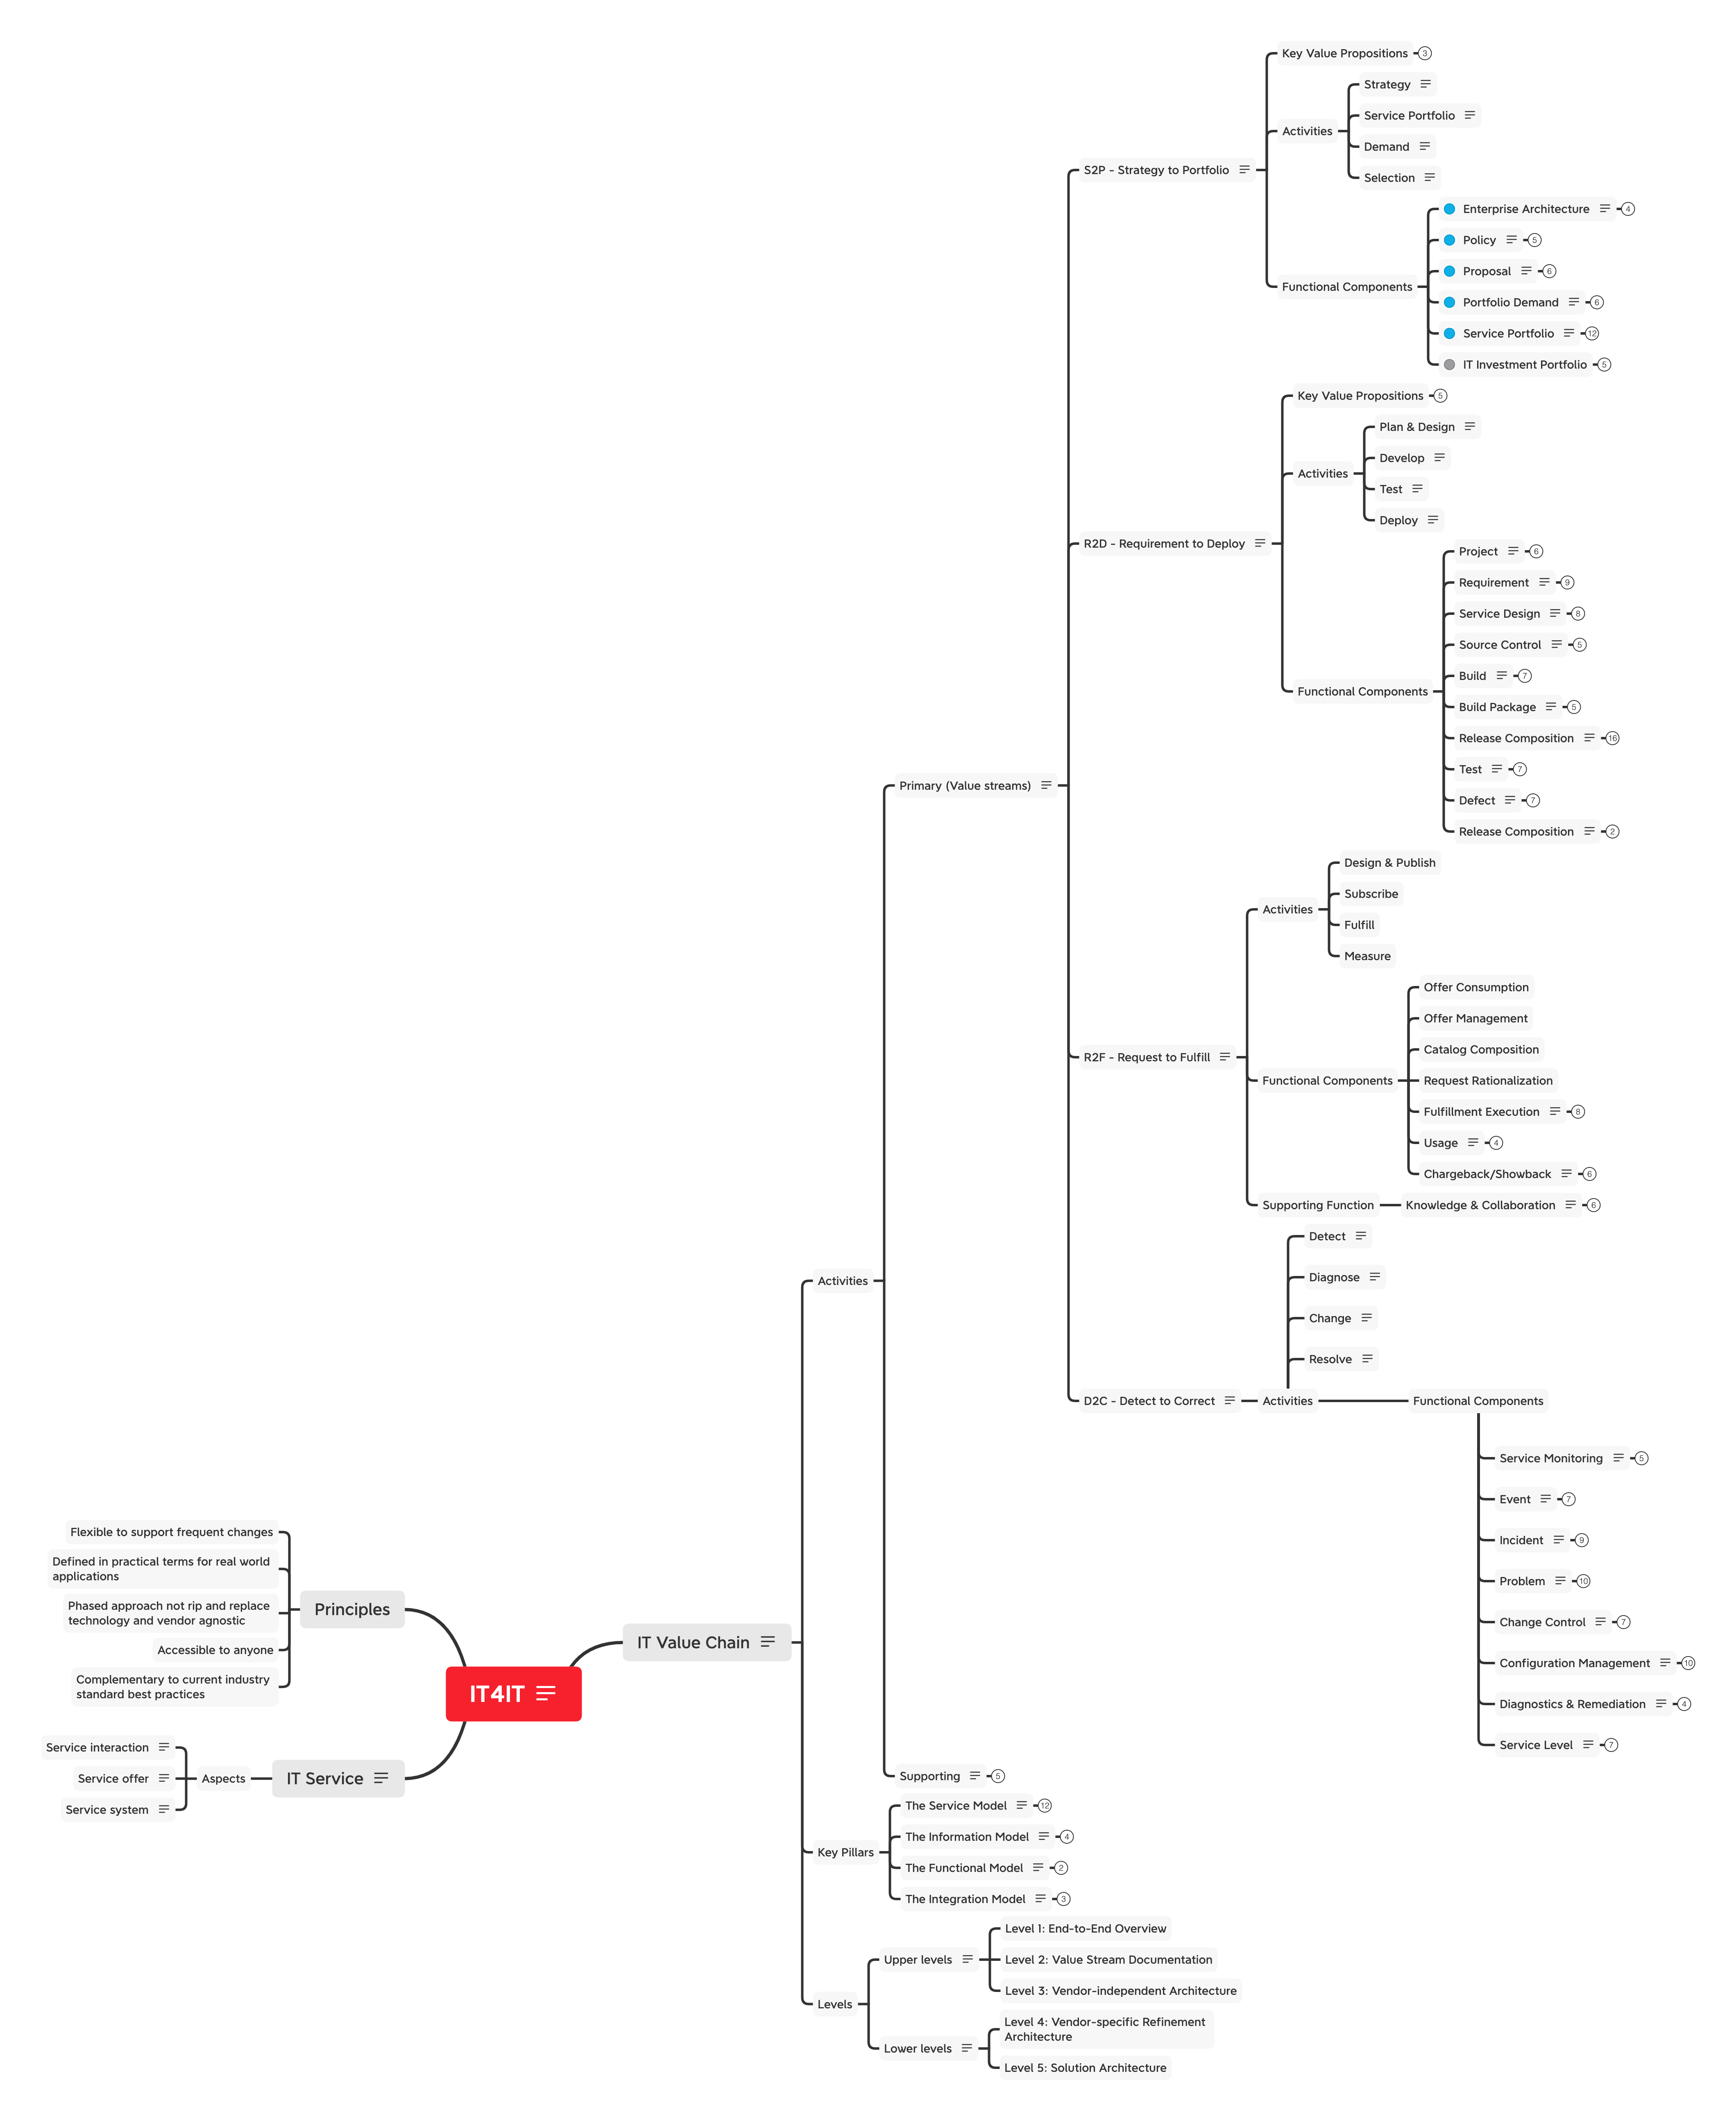 Key Value Propositions 3
Strategy
Activities
Service Portfolio
Demand
S2P - Strategy to Portfolio
Selection
Enterprise Architecture 4
Policy 5
Proposal 6
Functional Components
Portfolio Demand 6
Service Portfolio 12
IT Investment Portfolio 5
Key Value Propositions 5
Plan & Design
Activities
Develop
Test
Deploy
R2D - Requirement to Deploy
Project 6
Requirement 9
Service Design 8
Source Control 5
Build 7
Functional Components
Build Package 5
Release Composition 16
Test 7
Defect 7
Release Composition 2
Primary (Value streams)
Design & Publish
Activities
Subscribe
Fulfill
Measure
Offer Consumption
Offer Management
Catalog Composition
R2F - Request to Fulfill
Functional Components
Request Rationalization
Fulfillment Execution 8
Usage 4
Chargeback/Showback 6
Supporting Function
Knowledge & Collaboration 6
Detect
Activities
Diagnose
Change
Resolve
D2C - Detect to Correct
Activities
Functional Components
Service Monitoring 5
Event 7
Incident 9
Problem 10
Change Control 7
Configuration Management 10
Diagnostics & Remediation 4
Service Level 7
Flexible to support frequent changes
Defined in practical terms for real world
applications
Principles
Phased approach not rip and replace
technology and vendor agnostic
Accessible to anyone
Complementary to current industry
standard best practices
IT Value Chain
IT4IT
Service interaction
Service offer
Aspects
IT Service
Service system
Supporting 5
The Service Model 12
The Information Model 4
Key Pillars
The Functional Model 2
The Integration Model 3
Level 1: End-to-End Overview
Upper levels
Level 2: Value Stream Documentation
Level 3: Vendor-independent Architecture
Levels
Level 4: Vendor-specific Refinement
Architecture
Lower levels
Level 5: Solution Architecture